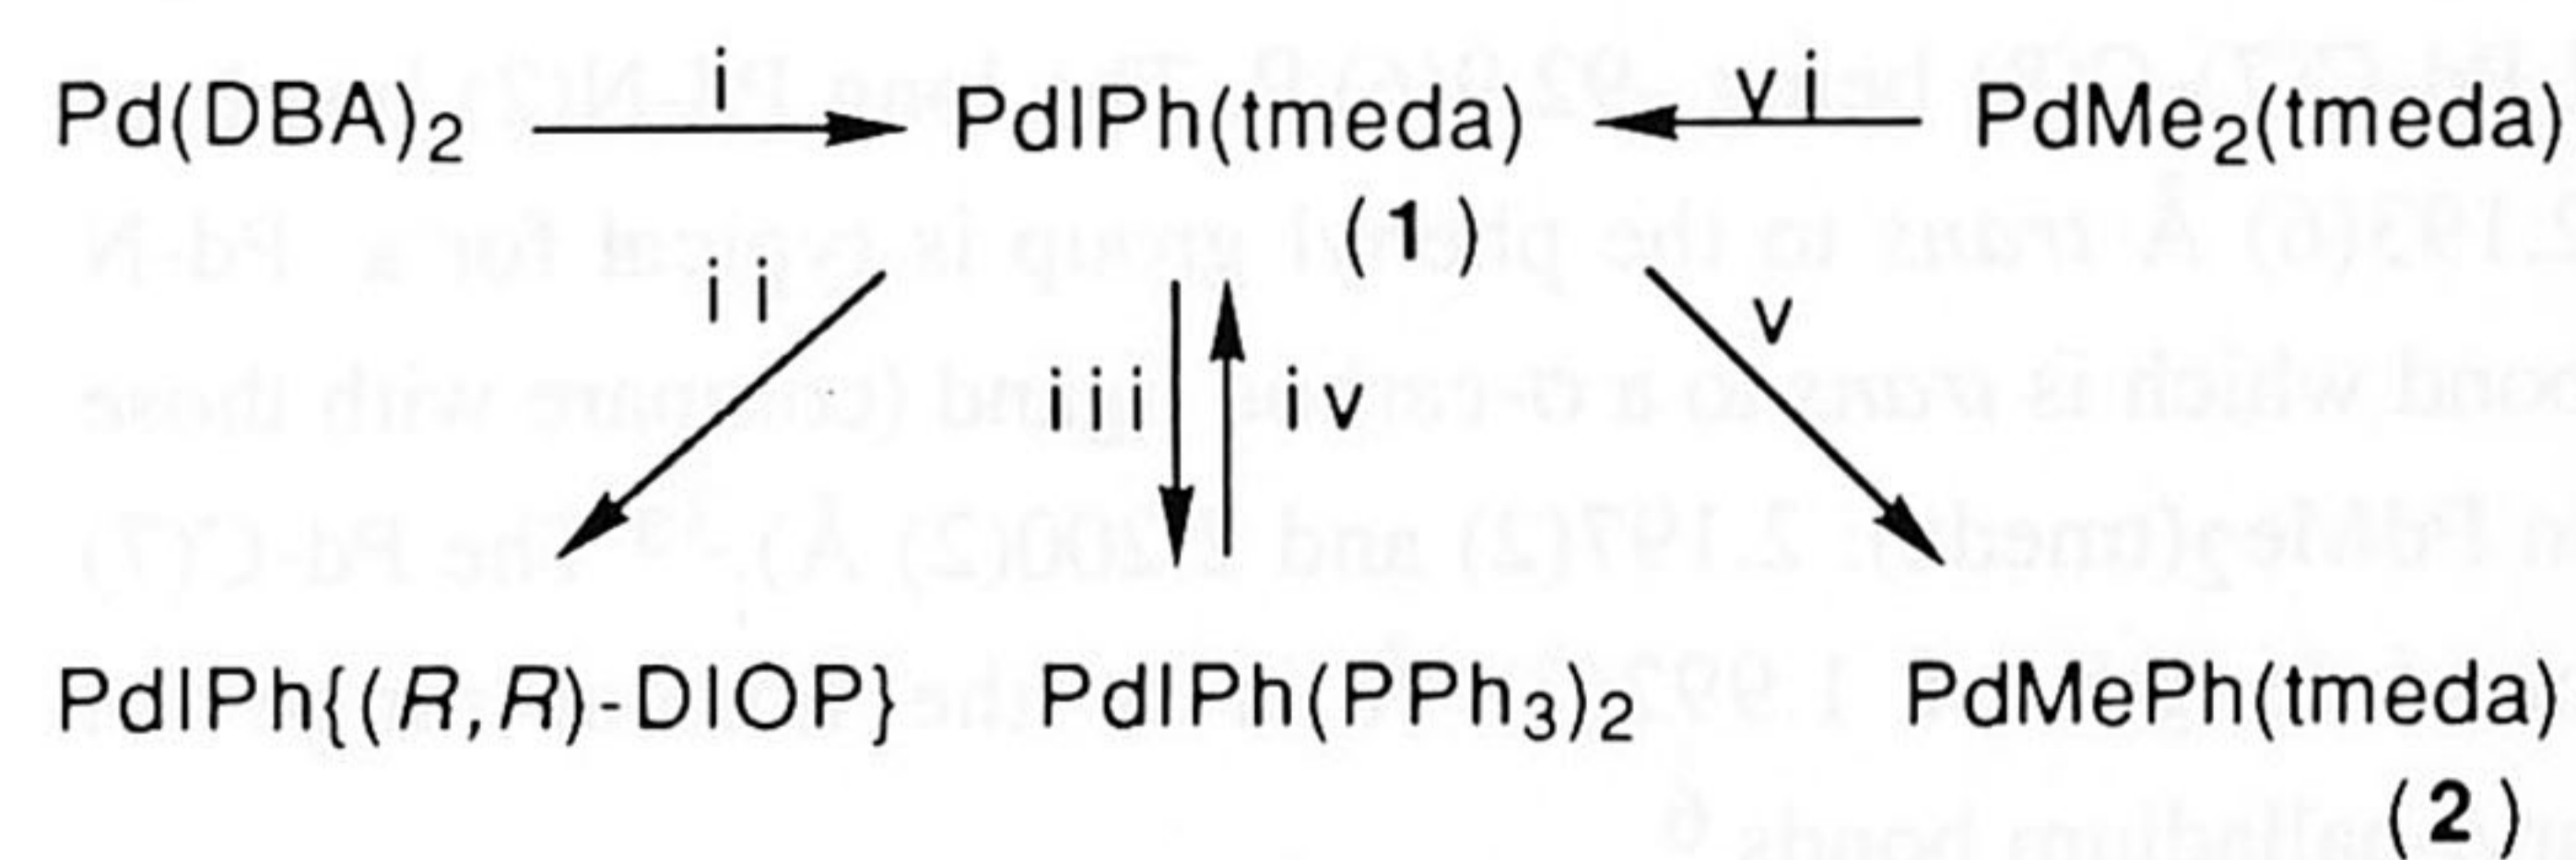 i vi
Pd(DBA)₂ PdIPh(tmeda) PdMe₂(tmeda)
(1)
ii iii iv v
PdIPh{(R,R)-DIOP} PdIPh(PPh₃)₂ PdMePh(tmeda)
(2)